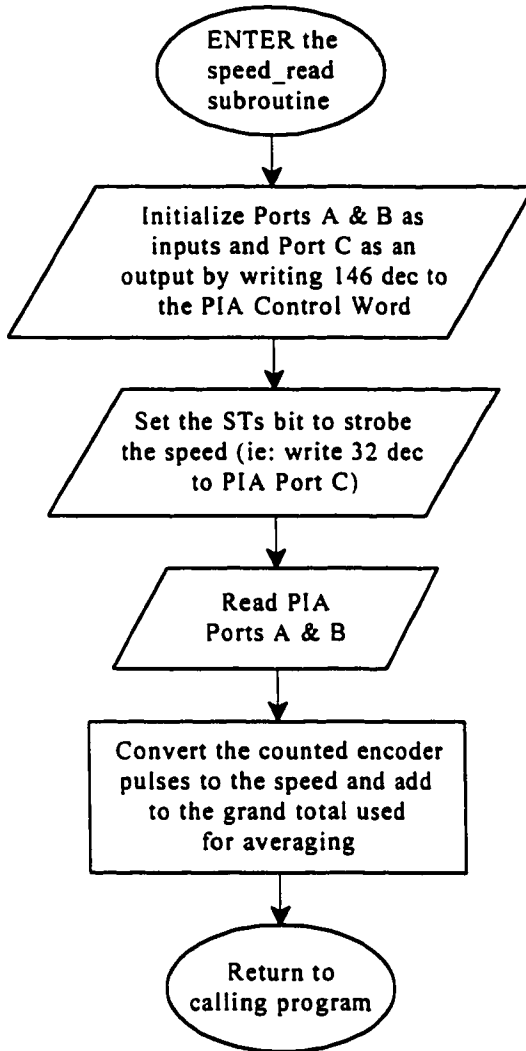 ENTER the
speed_read
subroutine
Initialize Ports A & B as
inputs and Port C as an
output by writing 146 dec to
the PIA Control Word
Set the STs bit to strobe
the speed (ie: write 32 dec
to PIA Port C)
Read PIA
Ports A & B
Convert the counted encoder
pulses to the speed and add
to the grand total used
for averaging
Return to
calling program